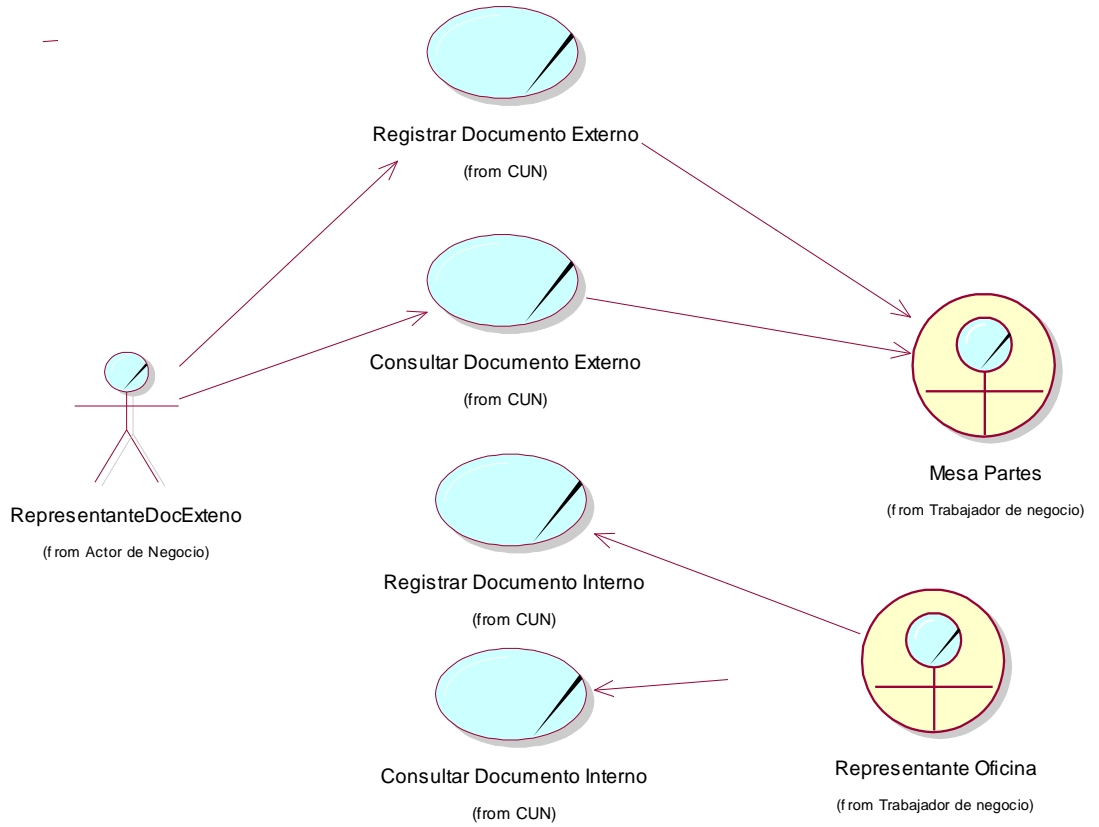 Registrar Documento Externo
(from CUN)
Consultar Documento Externo
(from CUN)
RepresentanteDocExteno
(from Actor de Negocio)
Mesa Partes
(from Trabajador de negocio)
Registrar Documento Interno
(from CUN)
Consultar Documento Interno
(from CUN)
Representante Oficina
(from Trabajador de negocio)